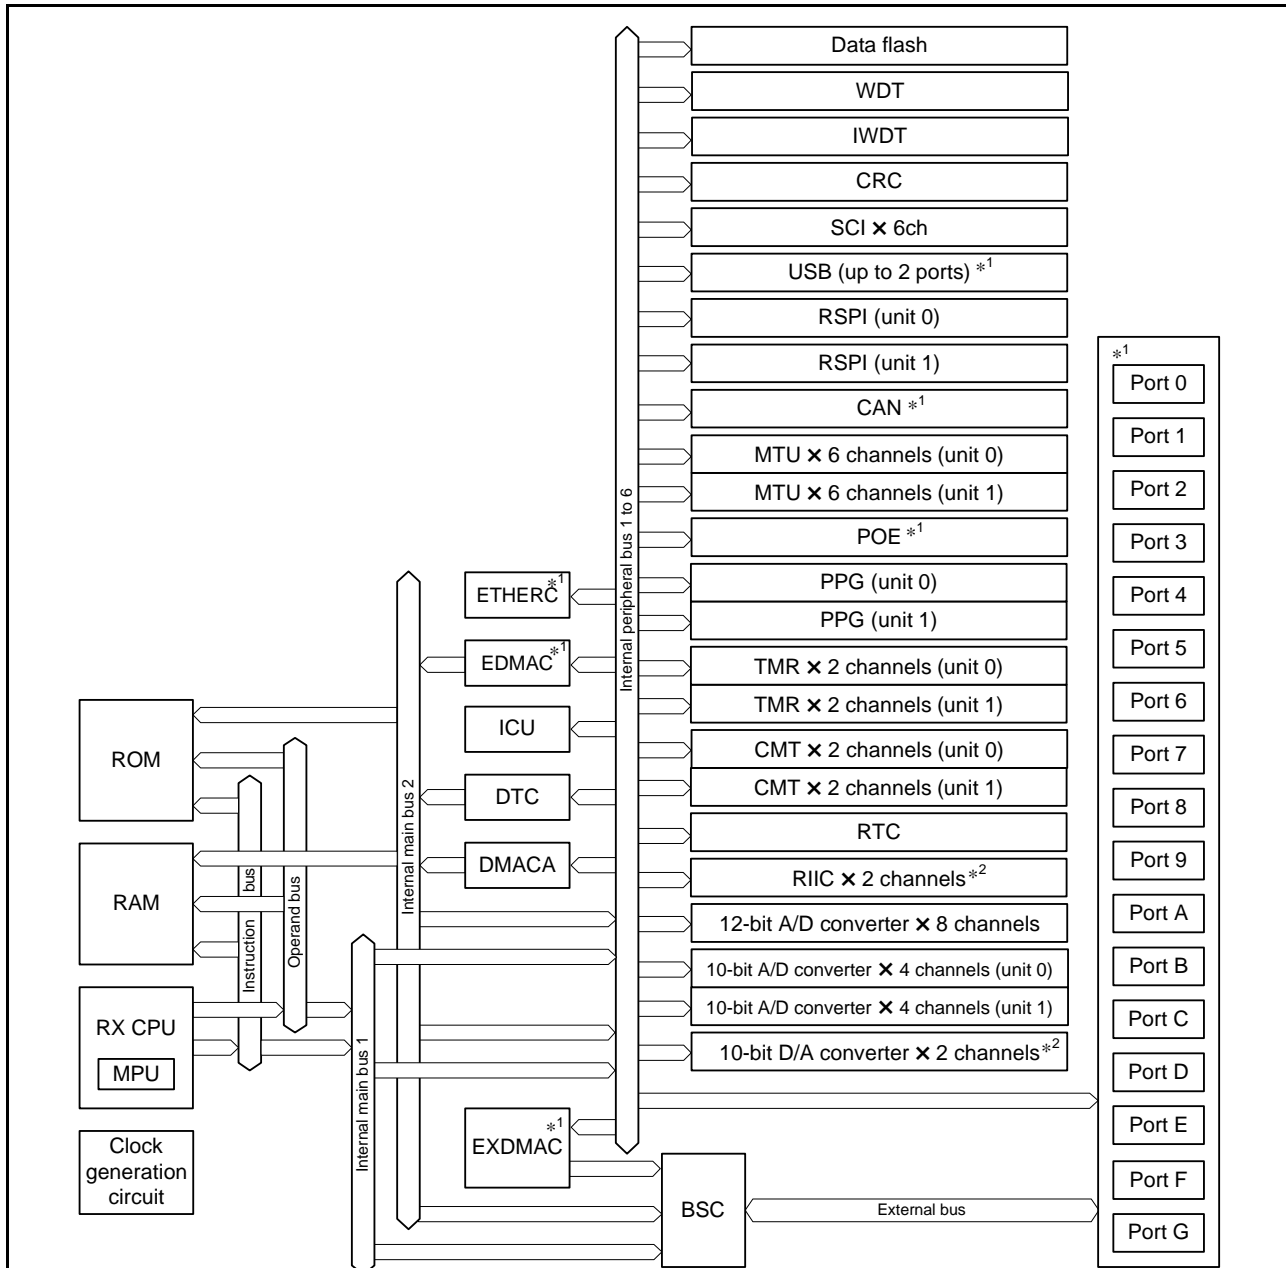 Data flash
WDT
IWDT
CRC
SCI × 6ch
USB (up to 2 ports) *1
RSPI (unit 0)
RSPI (unit 1)
CAN *1
MTU × 6 channels (unit 0)
MTU × 6 channels (unit 1)
POE *1
PPG (unit 0)
PPG (unit 1)
TMR × 2 channels (unit 0)
TMR × 2 channels (unit 1)
CMT × 2 channels (unit 0)
CMT × 2 channels (unit 1)
RTC
RIIC × 2 channels*2
12-bit A/D converter × 8 channels
10-bit A/D converter × 4 channels (unit 0)
10-bit A/D converter × 4 channels (unit 1)
10-bit D/A converter × 2 channels*2
Internal peripheral bus 1 to 6
ETHERC *1
EDMAC *1
ICU
DTC
DMACA
EXDMAC *1
Internal main bus 2
Internal main bus 1
Operand bus
Instruction bus
ROM
RAM
RX CPU
MPU
Clock
generation
circuit
BSC
External bus
*1
Port 0
Port 1
Port 2
Port 3
Port 4
Port 5
Port 6
Port 7
Port 8
Port 9
Port A
Port B
Port C
Port D
Port E
Port F
Port G